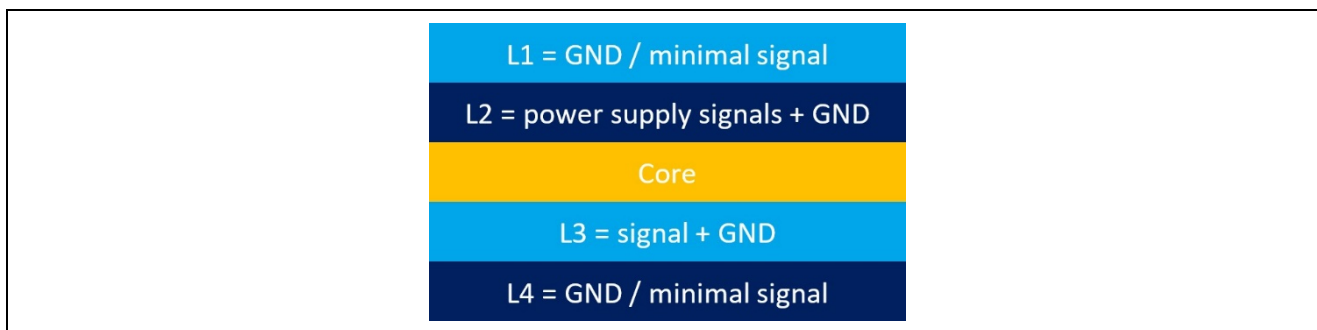 L1 = GND / minimal signal
L2 = power supply signals + GND
Core
L3 = signal + GND
L4 = GND / minimal signal